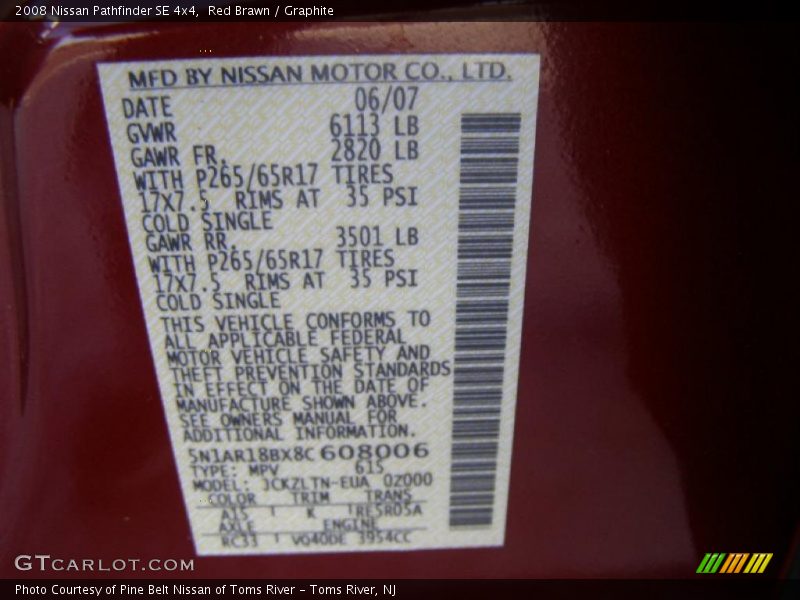 2008 Nissan Pathfinder SE 4x4,  Red Brawn / Graphite
MFD BY NISSAN MOTOR CO., LTD.
DATE 06/07
GVWR 6113 LB
GAWR FR. 2820 LB
WITH P265/65R17 TIRES
17X7.5 RIMS AT 35 PSI
COLD SINGLE
GAWR RR. 3501 LB
WITH P265/65R17 TIRES
17X7.5 RIMS AT 35 PSI
COLD SINGLE
THIS VEHICLE CONFORMS TO
ALL APPLICABLE FEDERAL
MOTOR VEHICLE SAFETY AND
THEFT PREVENTION STANDARDS
IN EFFECT ON THE DATE OF
MANUFACTURE SHOWN ABOVE.
SEE OWNERS MANUAL FOR
ADDITIONAL INFORMATION.
5N1AR18BX8C608006
TYPE: MPV 615
MODEL: JCKZLTN-EUA 0Z000
COLOR TRIM TRANS
A15 K RE5R05A
AXLE ENGINE
RC33 VQ40DE 3954CC
GTCARLOT.COM
Photo Courtesy of Pine Belt Nissan of Toms River - Toms River, NJ